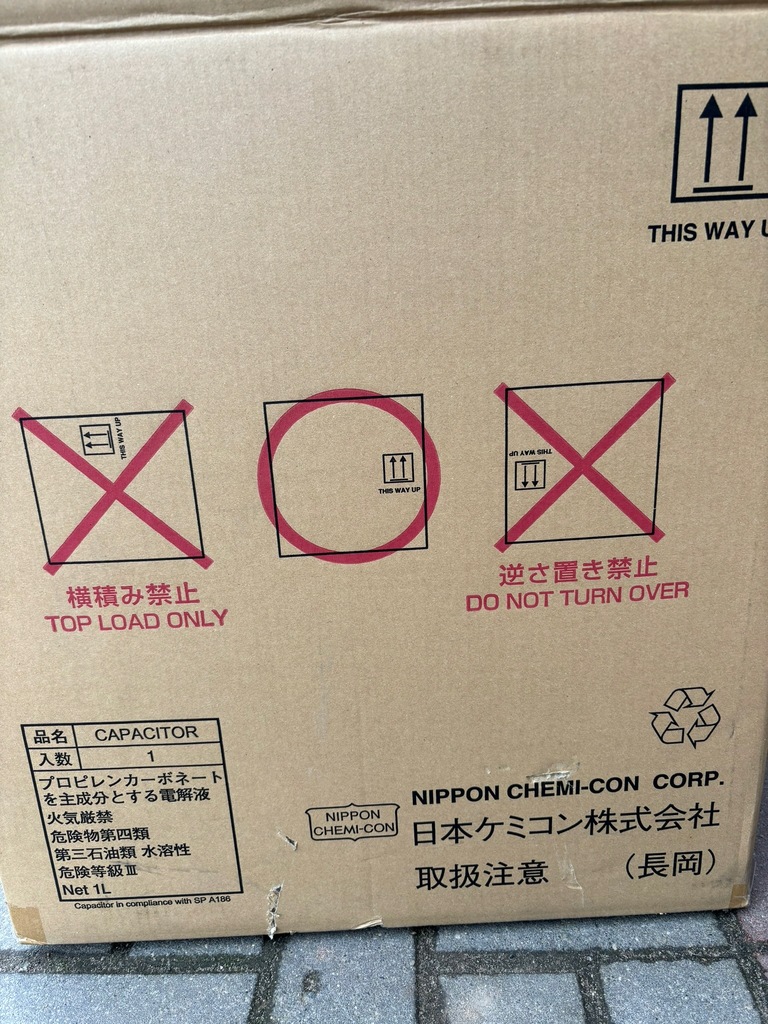 THIS WAY U
THIS WAY UP
THIS WAY UP
THIS WAY UP
横積み禁止
TOP LOAD ONLY
逆さ置き禁止
DO NOT TURN OVER
品名 CAPACITOR
入数 1
プロピレンカーボネート
を主成分とする電解液
火気厳禁
危険物第四類
第三石油類 水溶性
危険等級Ⅲ
Net 1L
Capacitor in compliance with SP A186
NIPPON
CHEMI-CON
NIPPON CHEMI-CON CORP.
日本ケミコン株式会社
取扱注意 (長岡)